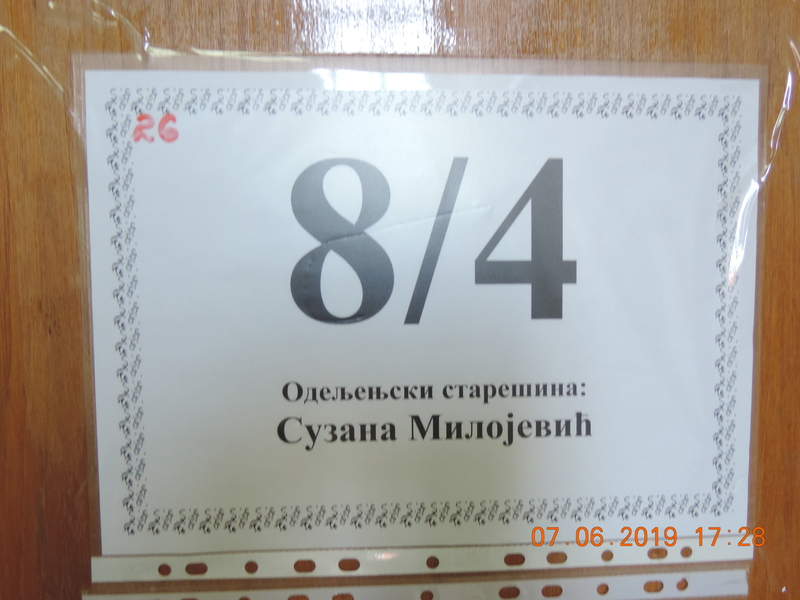 26
8/4
Одељењски старешина:
Сузана Милојевић
07.06.2019 17:28